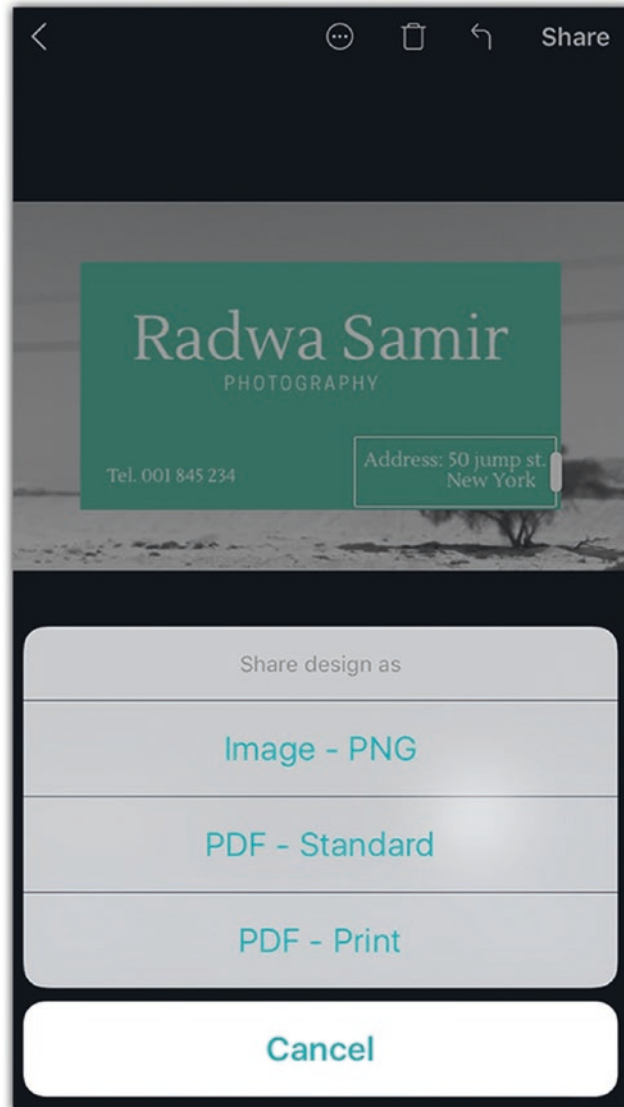 Share
Radwa Samir
PHOTOGRAPHY
Tel. 001 845 234
Address: 50 jump st.
New York
Share design as
Image - PNG
PDF - Standard
PDF - Print
Cancel